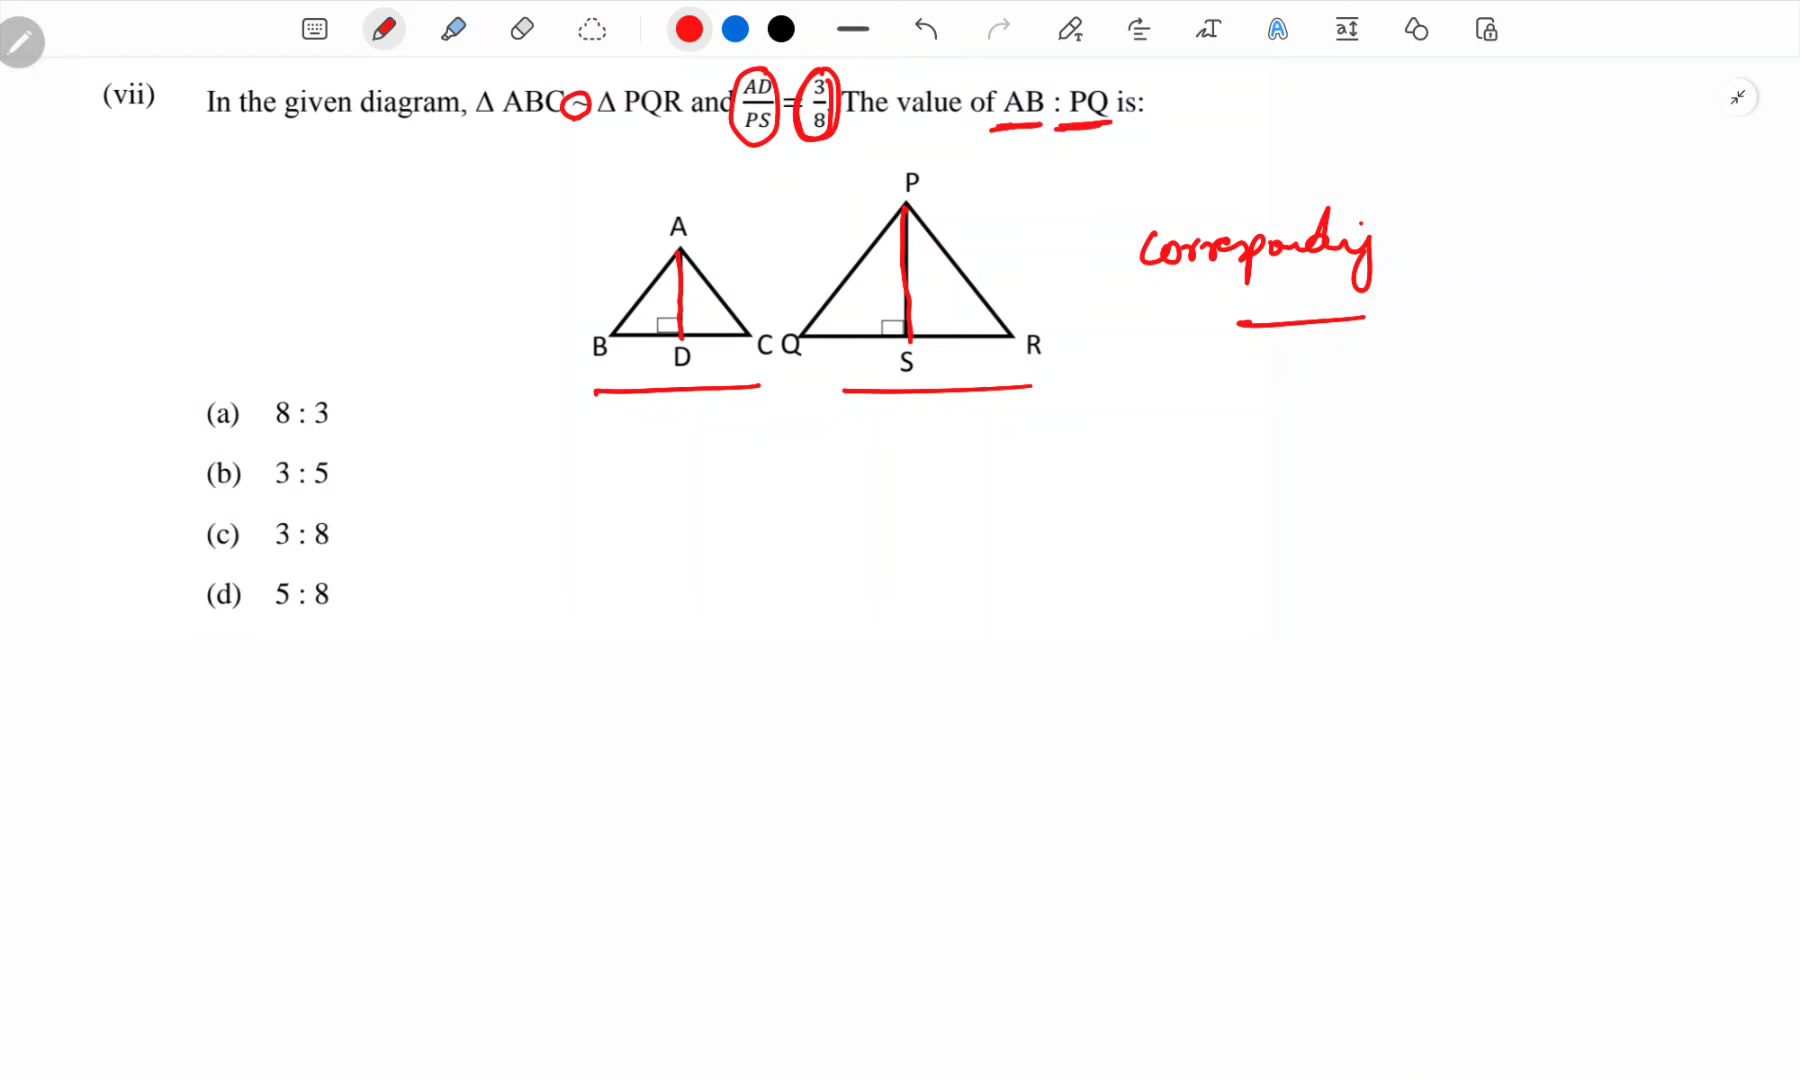 (vii) In the given diagram, Δ ABC ~ Δ PQR and AD/PS = 3/8. The value of AB : PQ is:
P
A
corresponding
B D C Q S R
(a) 8 : 3
(b) 3 : 5
(c) 3 : 8
(d) 5 : 8